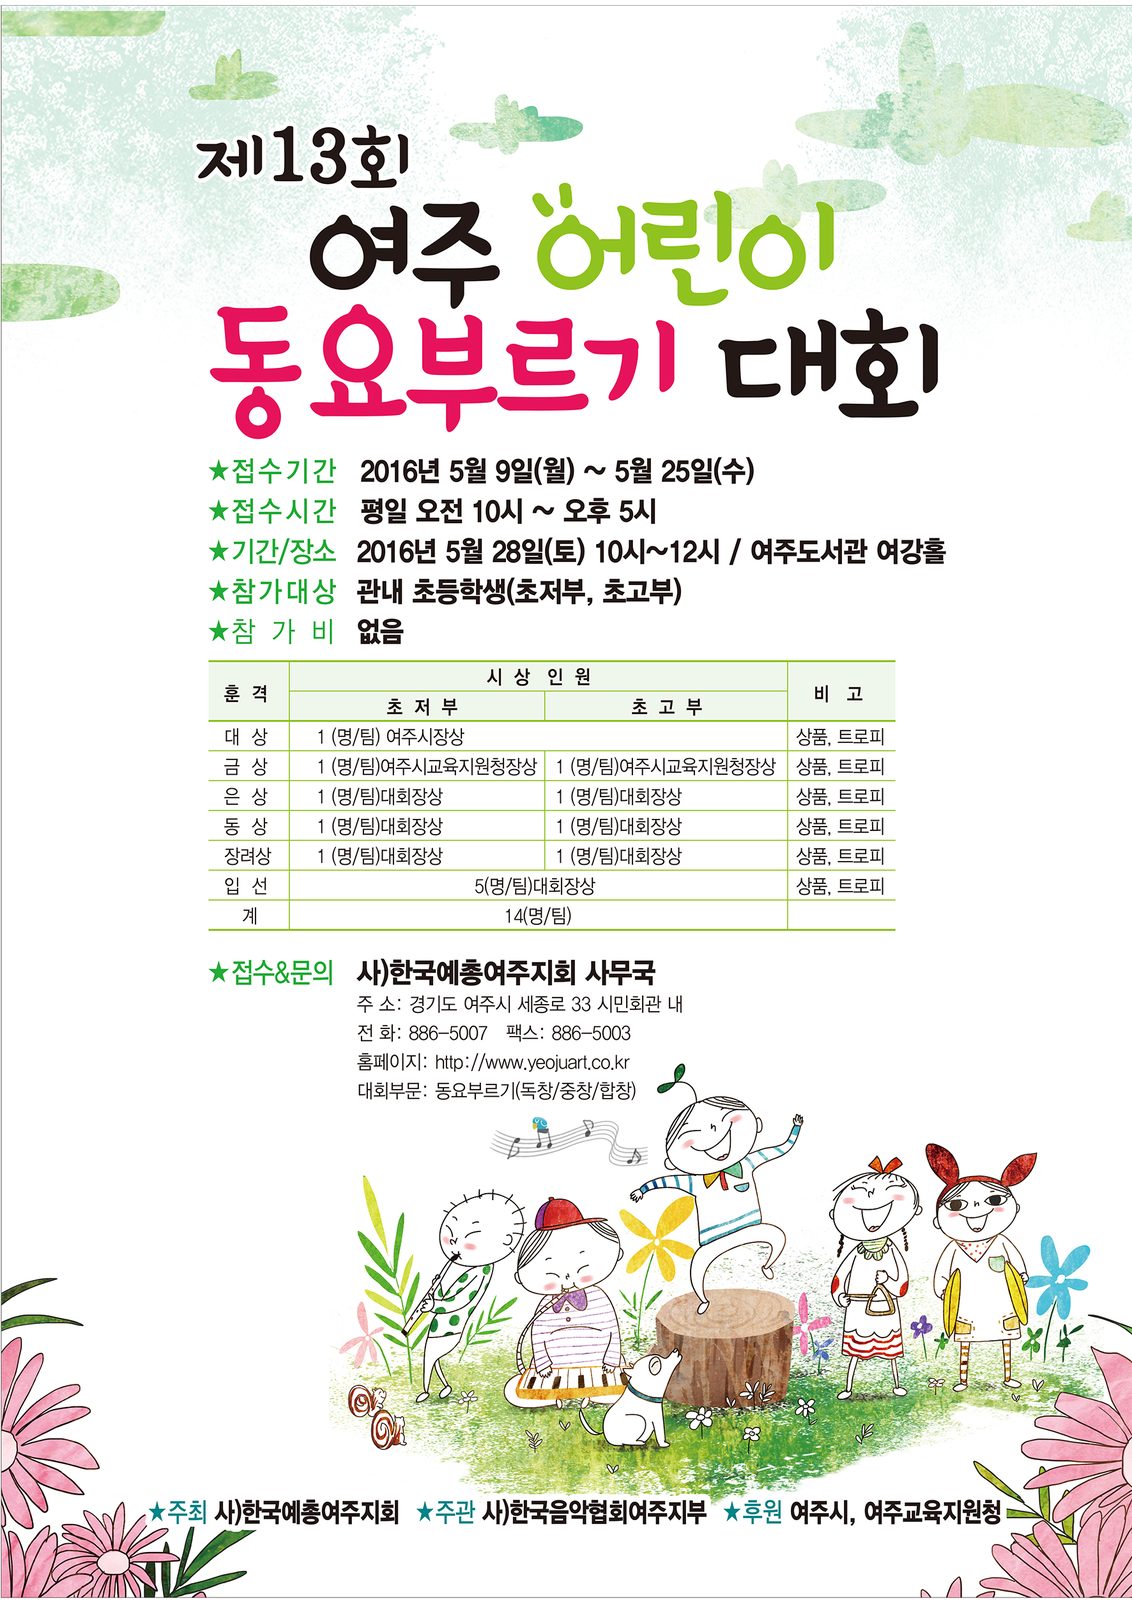 제13회
여주 어린이
동요부르기 대회
★접수기간 2016년 5월 9일(월) ~ 5월 25일(수)
★접수시간 평일 오전 10시 ~ 오후 5시
★기간/장소 2016년 5월 28일(토) 10시~12시 / 여주도서관 여강홀
★참가대상 관내 초등학생(초저부, 초고부)
★참 가 비 없음
훈 격 시 상 인 원 비 고
초 저 부 초 고 부
대 상 1 (명/팀) 여주시장상 상품, 트로피
금 상 1 (명/팀)여주시교육지원청장상 1 (명/팀)여주시교육지원청장상 상품, 트로피
은 상 1 (명/팀)대회장상 1 (명/팀)대회장상 상품, 트로피
동 상 1 (명/팀)대회장상 1 (명/팀)대회장상 상품, 트로피
장려상 1 (명/팀)대회장상 1 (명/팀)대회장상 상품, 트로피
입 선 5(명/팀)대회장상 상품, 트로피
계 14(명/팀)
★접수&문의 사)한국예총여주지회 사무국
주 소: 경기도 여주시 세종로 33 시민회관 내
전 화: 886-5007 팩스: 886-5003
홈페이지: http://www.yeojuart.co.kr
대회부문: 동요부르기(독창/중창/합창)
★주최 사)한국예총여주지회 ★주관 사)한국음악협회여주지부 ★후원 여주시, 여주교육지원청